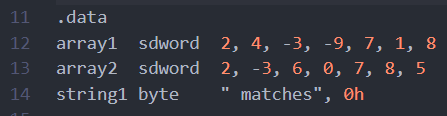 11 .data
12 array1 sdword 2, 4, -3, -9, 7, 1, 8
13 array2 sdword 2, -3, 6, 0, 7, 8, 5
14 string1 byte " matches", 0h